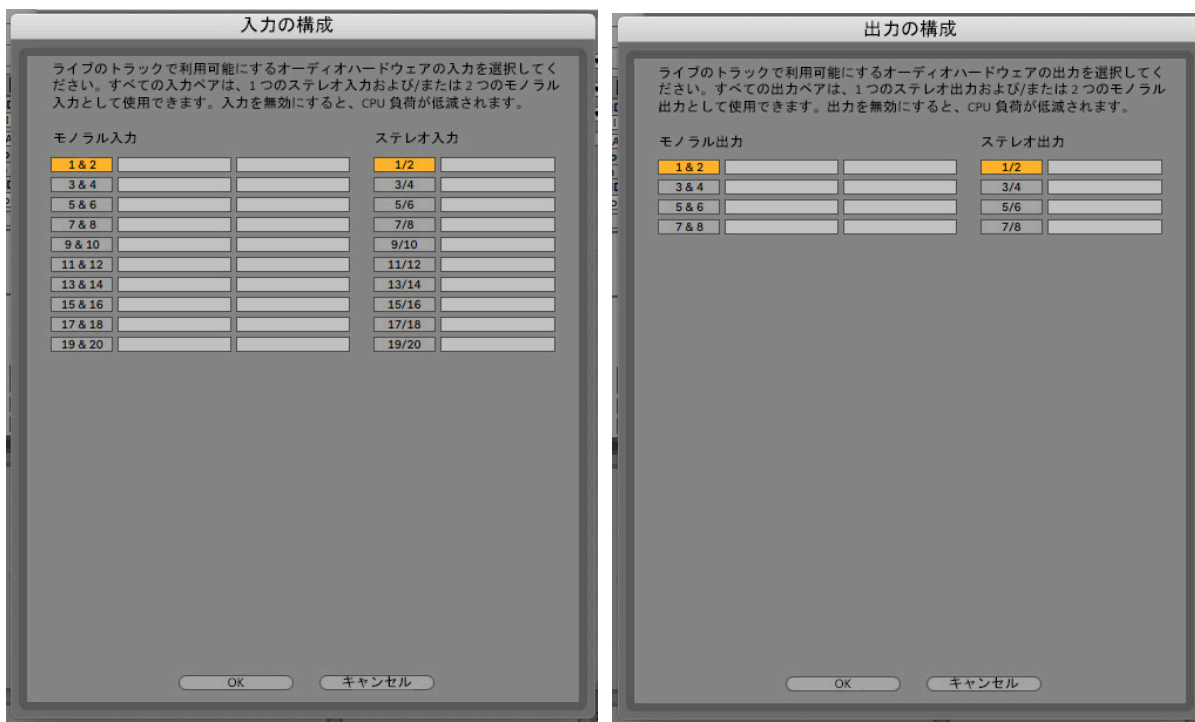 入力の構成
ライブのトラックで利用可能にするオーディオハードウェアの入力を選択してく
ださい。すべての入力ペアは、1 つのステレオ入力および/または 2 つのモノラル
入力として使用できます。入力を無効にすると、CPU 負荷が低減されます。
モノラル入力 ステレオ入力
1 & 2 1/2
3 & 4 3/4
5 & 6 5/6
7 & 8 7/8
9 & 10 9/10
11 & 12 11/12
13 & 14 13/14
15 & 16 15/16
17 & 18 17/18
19 & 20 19/20
OK キャンセル
出力の構成
ライブのトラックで利用可能にするオーディオハードウェアの出力を選択してく
ださい。すべての出力ペアは、1 つのステレオ出力および/または 2 つのモノラル
出力として使用できます。出力を無効にすると、CPU 負荷が低減されます。
モノラル出力 ステレオ出力
1 & 2 1/2
3 & 4 3/4
5 & 6 5/6
7 & 8 7/8
OK キャンセル